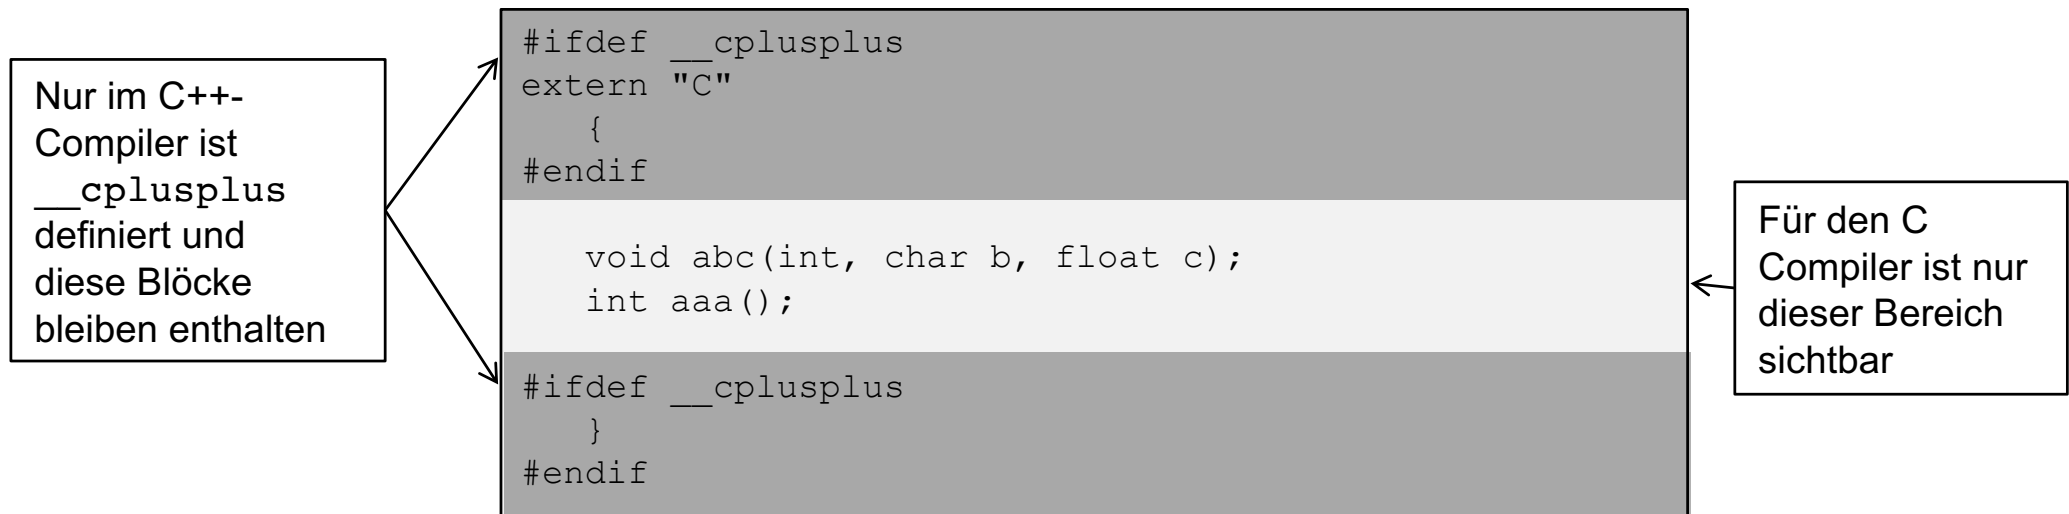 Nur im C++-
Compiler ist
__cplusplus
definiert und
diese Blöcke
bleiben enthalten
#ifdef __cplusplus
extern "C"
   {
#endif
   void abc(int, char b, float c);
   int aaa();
#ifdef __cplusplus
   }
#endif
Für den C
Compiler ist nur
dieser Bereich
sichtbar